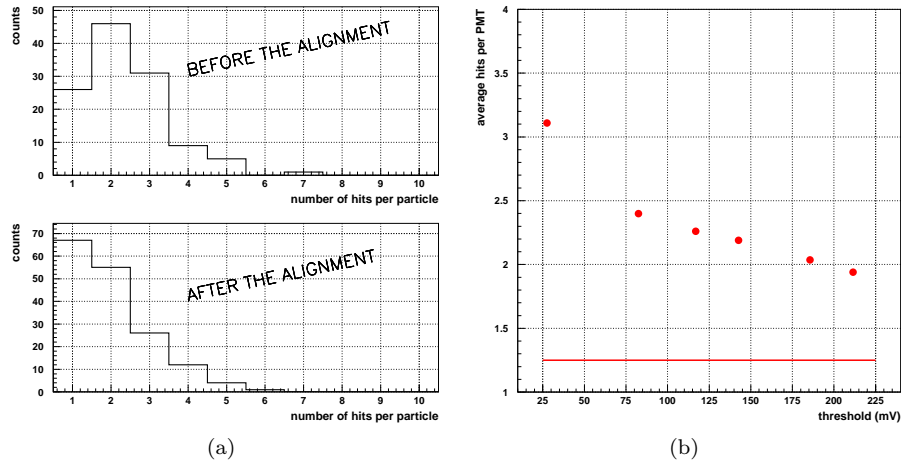 counts
50
40
30
20
10
0
BEFORE THE ALIGNMENT
1 2 3 4 5 6 7 8 9 10
number of hits per particle
counts
70
60
50
40
30
20
10
0
AFTER THE ALIGNMENT
1 2 3 4 5 6 7 8 9 10
number of hits per particle
(a)
average hits per PMT
4
3.5
3
2.5
2
1.5
1
25 50 75 100 125 150 175 200 225
threshold (mV)
(b)